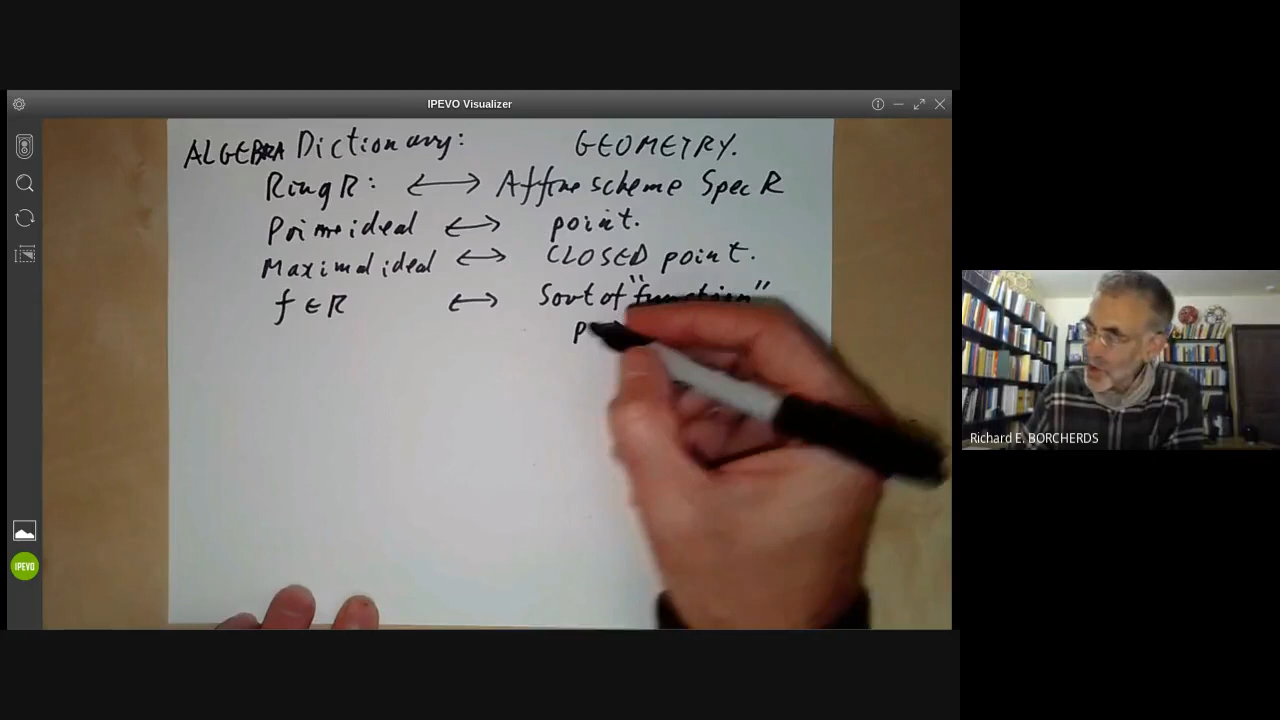 IPEVO Visualizer
ALGEBRA Dictionary: GEOMETRY.
Ring R: ⟷ Affine scheme Spec R
Prime ideal ⟷ point.
Maximal ideal ⟷ CLOSED point.
f ∈ R ⟷ Sort of "function"
Richard E. BORCHERDS
IPEVO